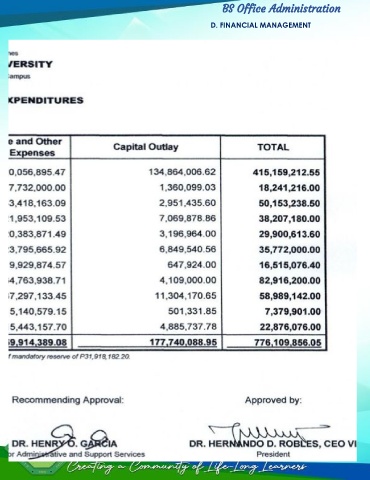 BS Office Administration
D. FINANCIAL MANAGEMENT
nes
VERSITY
Campus
XPENDITURES
e and Other Expenses Capital Outlay TOTAL
0,056,895.47 134,864,006.62 415,159,212.55
7,732,000.00 1,360,099.03 18,241,216.00
3,418,163.09 2,951,435.60 50,153,238.50
1,953,109.53 7,069,878.86 38,207,180.00
0,383,871.49 3,196,964.00 29,900,613.60
3,795,665.92 6,849,540.56 35,772,000.00
9,929,874.57 647,924.00 16,515,076.40
4,763,938.71 4,109,000.00 82,916,200.00
7,297,133.45 11,304,170.65 58,989,142.00
5,140,579.15 501,331.85 7,379,901.00
5,443,157.70 4,885,737.78 22,876,076.00
9,914,389.08 177,740,088.95 776,109,856.05
f mandatory reserve of P31,918,182.20.
Recommending Approval: Approved by:
DR. HENRY O. GARCIA DR. HERNANDO D. ROBLES, CEO VI
or Administrative and Support Services President
Creating a Community of Life-Long Learners